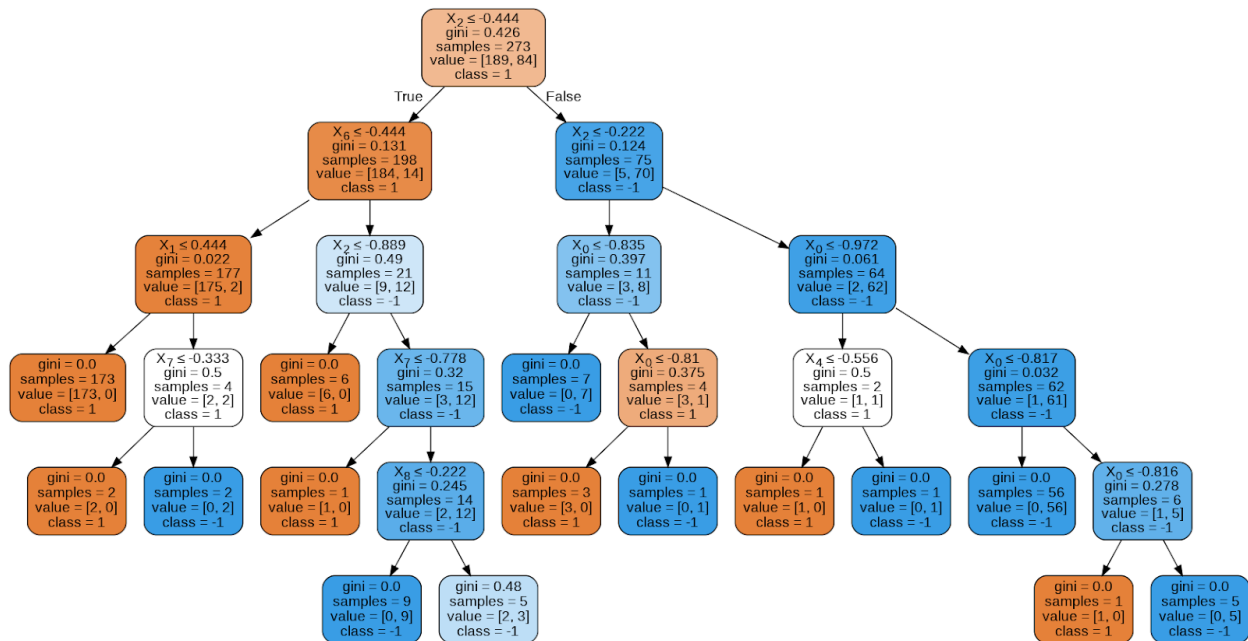 X2 ≤ -0.444
gini = 0.426
samples = 273
value = [189, 84]
class = 1
True
False
X6 ≤ -0.444
gini = 0.131
samples = 198
value = [184, 14]
class = 1
X2 ≤ -0.222
gini = 0.124
samples = 75
value = [5, 70]
class = -1
X1 ≤ 0.444
gini = 0.022
samples = 177
value = [175, 2]
class = 1
X2 ≤ -0.889
gini = 0.49
samples = 21
value = [9, 12]
class = -1
X0 ≤ -0.835
gini = 0.397
samples = 11
value = [3, 8]
class = -1
X0 ≤ -0.972
gini = 0.061
samples = 64
value = [2, 62]
class = -1
gini = 0.0
samples = 173
value = [173, 0]
class = 1
X7 ≤ -0.333
gini = 0.5
samples = 4
value = [2, 2]
class = 1
gini = 0.0
samples = 6
value = [6, 0]
class = 1
X7 ≤ -0.778
gini = 0.32
samples = 15
value = [3, 12]
class = -1
gini = 0.0
samples = 7
value = [0, 7]
class = -1
X0 ≤ -0.81
gini = 0.375
samples = 4
value = [3, 1]
class = 1
X4 ≤ -0.556
gini = 0.5
samples = 2
value = [1, 1]
class = 1
X0 ≤ -0.817
gini = 0.032
samples = 62
value = [1, 61]
class = -1
gini = 0.0
samples = 2
value = [2, 0]
class = 1
gini = 0.0
samples = 2
value = [0, 2]
class = -1
gini = 0.0
samples = 1
value = [1, 0]
class = 1
X8 ≤ -0.222
gini = 0.245
samples = 14
value = [2, 12]
class = -1
gini = 0.0
samples = 3
value = [3, 0]
class = 1
gini = 0.0
samples = 1
value = [0, 1]
class = -1
gini = 0.0
samples = 1
value = [1, 0]
class = 1
gini = 0.0
samples = 1
value = [0, 1]
class = -1
gini = 0.0
samples = 56
value = [0, 56]
class = -1
X0 ≤ -0.816
gini = 0.278
samples = 6
value = [1, 5]
class = -1
gini = 0.0
samples = 9
value = [0, 9]
class = -1
gini = 0.48
samples = 5
value = [2, 3]
class = -1
gini = 0.0
samples = 1
value = [1, 0]
class = 1
gini = 0.0
samples = 5
value = [0, 5]
class = -1